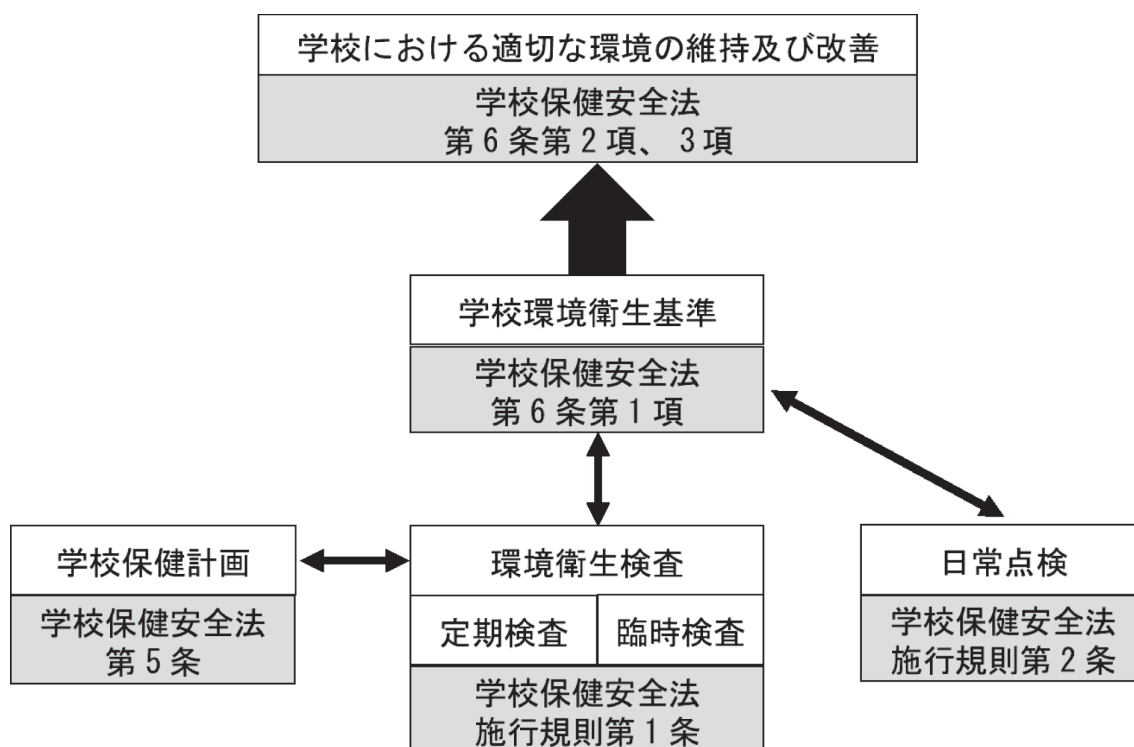 学校における適切な環境の維持及び改善
学校保健安全法
第6条第2項、3項
学校環境衛生基準
学校保健安全法
第6条第1項
学校保健計画
学校保健安全法
第5条
環境衛生検査
定期検査
臨時検査
学校保健安全法
施行規則第1条
日常点検
学校保健安全法
施行規則第2条